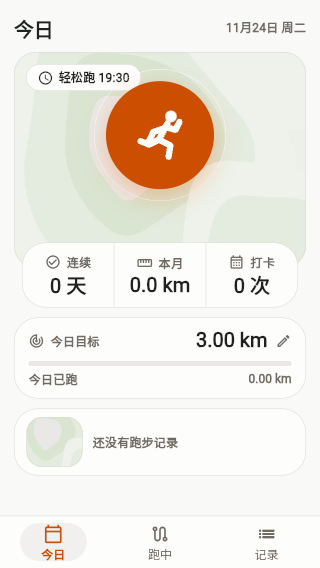 今日
11月24日 周二
轻松跑 19:30
连续
本月
打卡
0 天
0.0 km
0 次
今日目标
3.00 km
今日已跑
0.00 km
还没有跑步记录
今日
跑中
记录